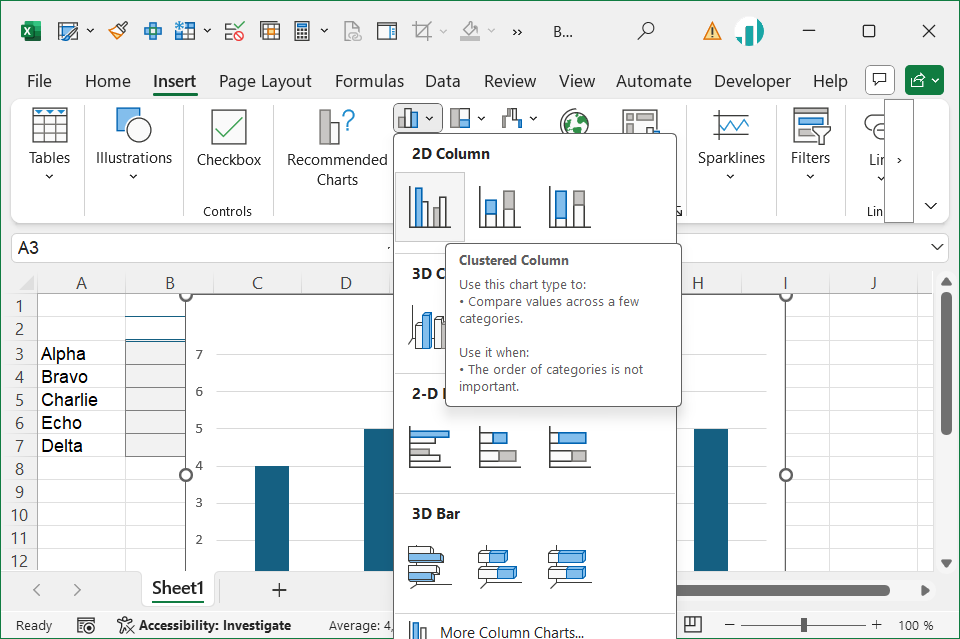 B...
File Home Insert Page Layout Formulas Data Review View Automate Developer Help
Tables
Illustrations
Checkbox
Recommended
Charts
Sparklines
Filters
Controls
2D Column
A3
Clustered Column
Use this chart type to:
• Compare values across a few
categories.
Use it when:
• The order of categories is not
important.
A B C D H I J
1
2
3 Alpha
4 Bravo
5 Charlie
6 Echo
7 Delta
8
9
10
11
12
7
6
5
4
3
2
3D C
2-D
3D Bar
More Column Charts...
Sheet1
Ready Accessibility: Investigate Average: 4, 100 %